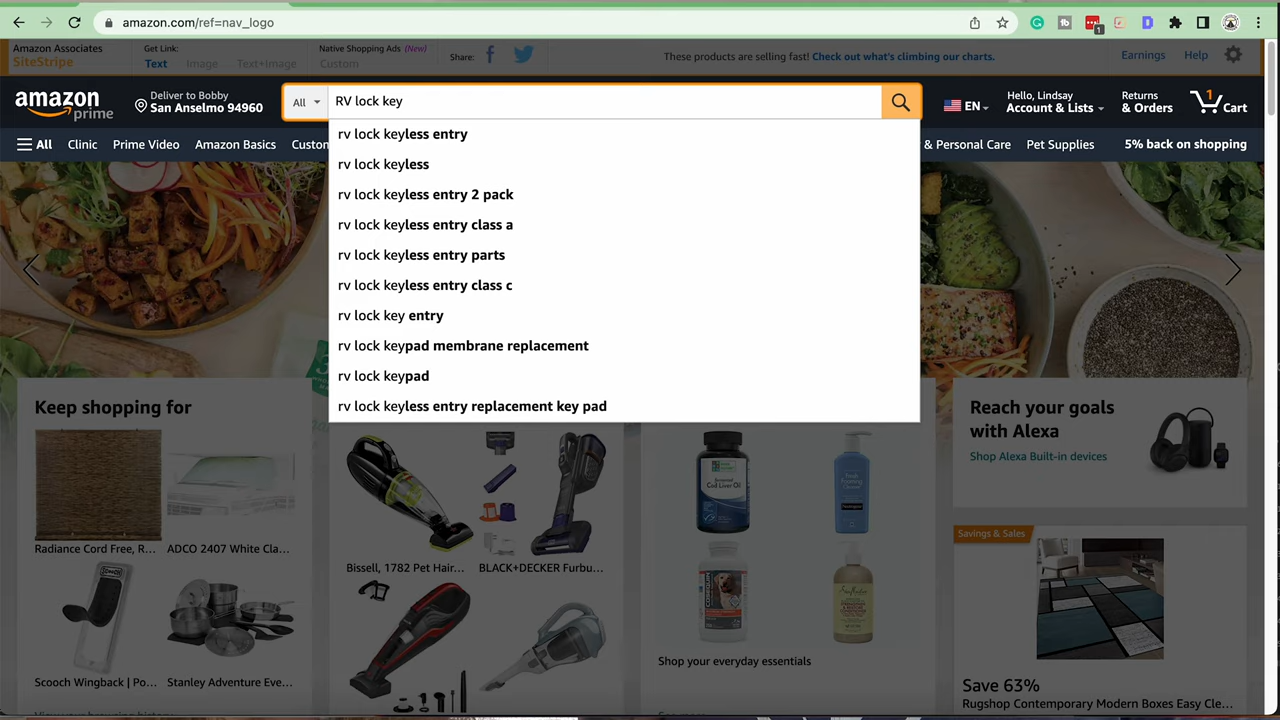 amazon.com/ref=nav_logo
1
Amazon Associates
SiteStripe
Get Link:
Text Image Text+Image
Native Shopping Ads (New)
Custom
Share:
These products are selling fast! Check out what's climbing our charts.
Earnings Help
amazon
prime
Deliver to Bobby
San Anselmo 94960
All
RV lock key
EN
Hello, Lindsay
Account & Lists
Returns
& Orders
1
Cart
All Clinic Prime Video Amazon Basics Custom
& Personal Care Pet Supplies 5% back on shopping
rv lock keyless entry
rv lock keyless
rv lock keyless entry 2 pack
rv lock keyless entry class a
rv lock keyless entry parts
rv lock keyless entry class c
rv lock key entry
rv lock keypad membrane replacement
rv lock keypad
rv lock keyless entry replacement key pad
Keep shopping for
Radiance Cord Free, R...
ADCO 2407 White Cla...
Scooch Wingback | Po...
Stanley Adventure Eve...
Bissell, 1782 Pet Hair...
BLACK+DECKER Furbu...
Shop your everyday essentials
Reach your goals
with Alexa
Shop Alexa Built-in devices
Savings & Sales
Save 63%
Rugshop Contemporary Modern Boxes Easy Cle...